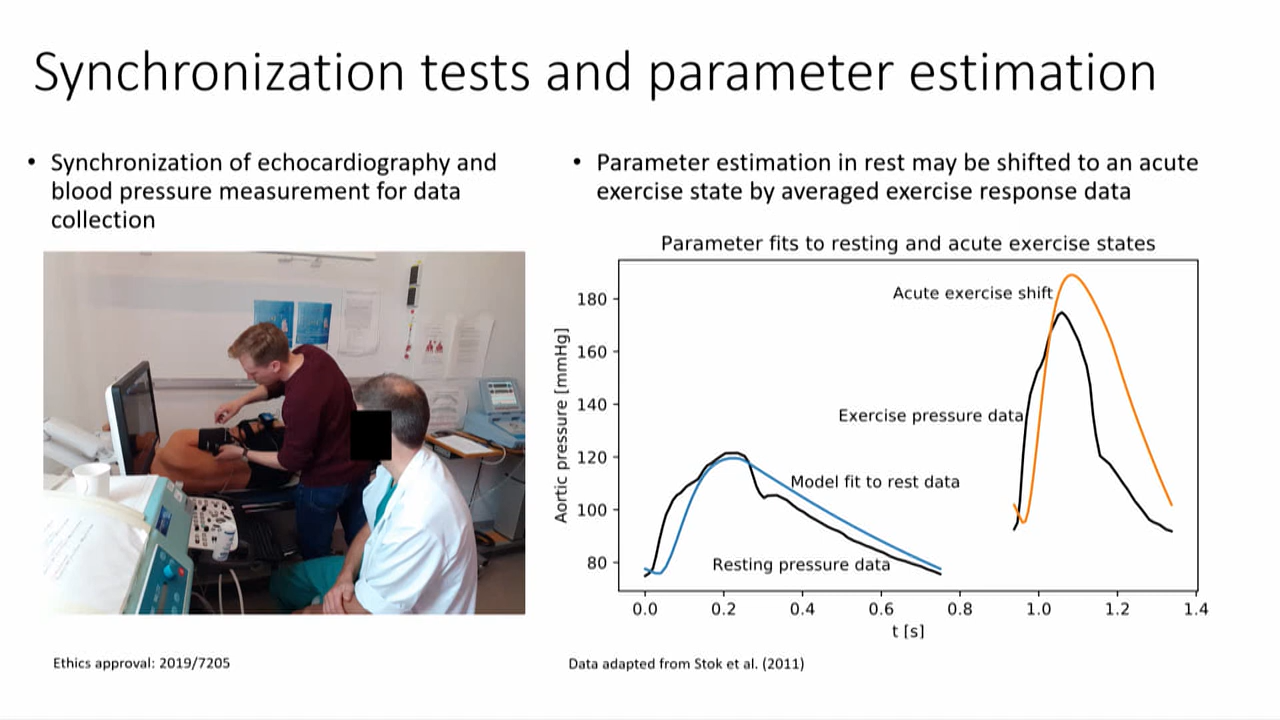 Synchronization tests and parameter estimation
• Synchronization of echocardiography and
blood pressure measurement for data
collection
• Parameter estimation in rest may be shifted to an acute
exercise state by averaged exercise response data
Parameter fits to resting and acute exercise states
Aortic pressure [mmHg]
180
160
140
120
100
80
Acute exercise shift
Exercise pressure data
Model fit to rest data
Resting pressure data
0.0 0.2 0.4 0.6 0.8 1.0 1.2 1.4
t [s]
Ethics approval: 2019/7205
Data adapted from Stok et al. (2011)